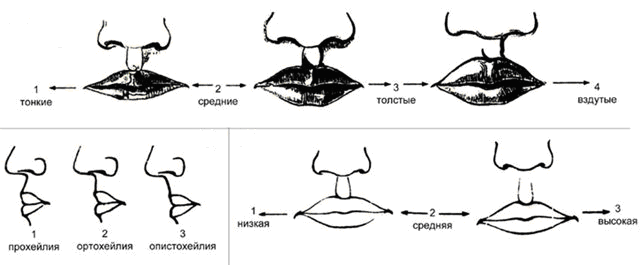 1 2 3 4
тонкие средние толстые вздутые
1 2 3
прохейлия ортохейлия опистохейлия
1 2 3
низкая средняя высокая